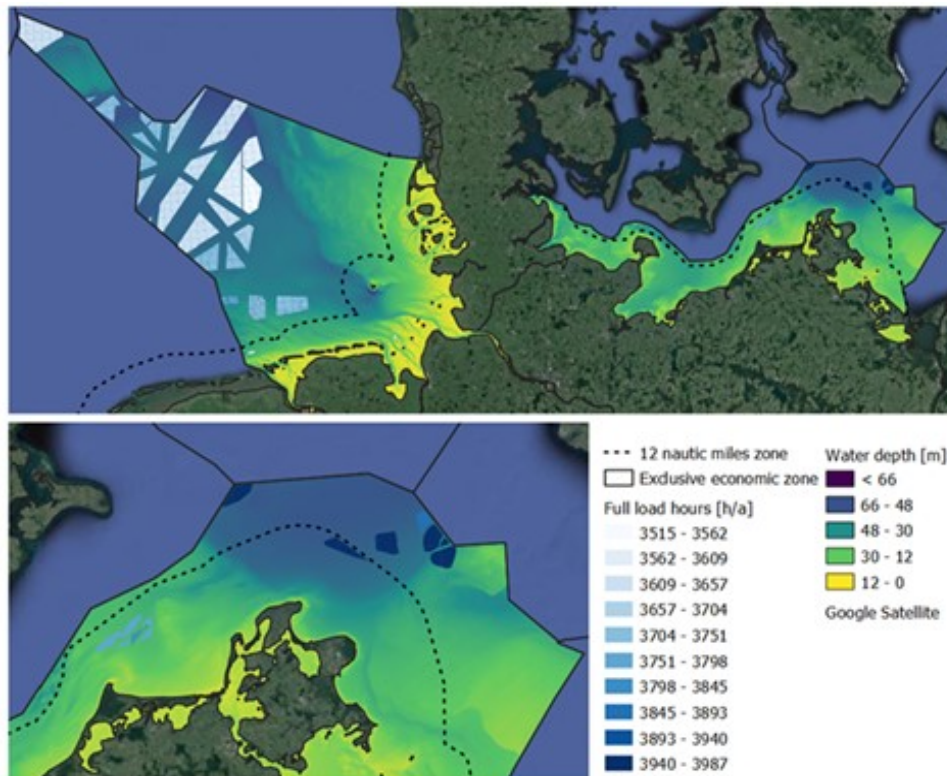 12 nautic miles zone
Exclusive economic zone
Full load hours [h/a]
3515 - 3562
3562 - 3609
3609 - 3657
3657 - 3704
3704 - 3751
3751 - 3798
3798 - 3845
3845 - 3893
3893 - 3940
3940 - 3987
Water depth [m]
< 66
66 - 48
48 - 30
30 - 12
12 - 0
Google Satellite